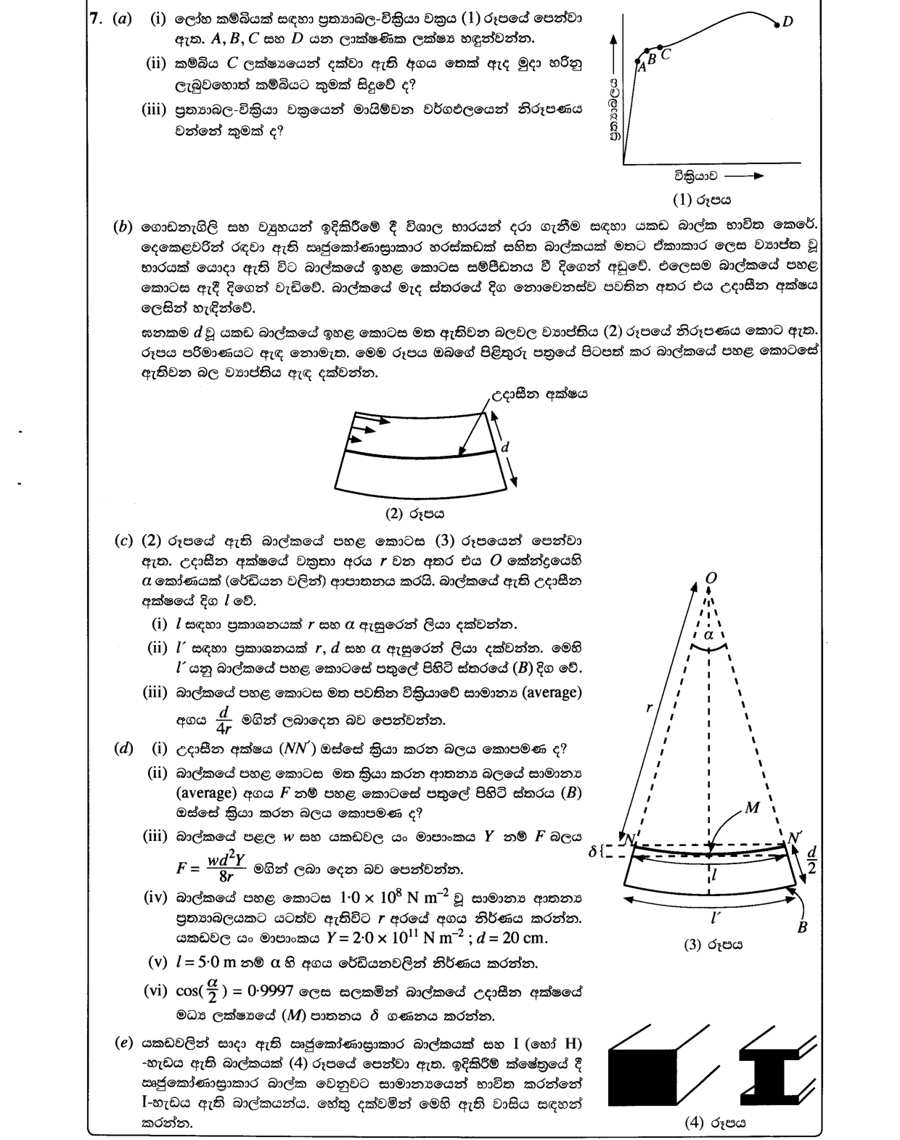 7. (a) (i) ලෝහ කම්බියක් සඳහා ප්‍රත්‍යාබල-වික්‍රියා වක්‍රය (1) රූපයේ පෙන්වා
ඇත. A, B, C සහ D යන ලාක්ෂණික ලක්ෂ්‍ය හඳුන්වන්න.
(ii) කම්බිය C ලක්ෂ්‍යයෙන් දක්වා ඇති අගය තෙක් ඇද මුදා හරිනු
ලැබුවහොත් කම්බියට කුමක් සිදුවේ ද?
(iii) ප්‍රත්‍යාබල-වික්‍රියා වක්‍රයෙන් මායිම්වන වර්ගඵලයෙන් නිරූපණය
වන්නේ කුමක් ද?
ප්‍රත්‍යාබලය
A
B
C
D
වික්‍රියාව
(1) රූපය
(b) ගොඩනැගිලි සහ ව්‍යුහයන් ඉදිකිරීමේ දී විශාල භාරයන් දරා ගැනීම සඳහා යකඩ බාල්ක භාවිත කෙරේ.
දෙකෙළවරින් රඳවා ඇති සෘජුකෝණාස්‍රාකාර හරස්කඩක් සහිත බාල්කයක් මතට ඒකාකාර ලෙස ව්‍යාප්ත වූ
භාරයක් යොදා ඇති විට බාල්කයේ ඉහළ කොටස සම්පීඩනය වී දිගෙන් අඩුවේ. එලෙසම බාල්කයේ පහළ
කොටස ඇදී දිගෙන් වැඩිවේ. බාල්කයේ මැද ස්තරයේ දිග නොවෙනස්ව පවතින අතර එය උදාසීන අක්ෂය
ලෙසින් හැඳින්වේ.
ඝනකම d වූ යකඩ බාල්කයේ ඉහළ කොටස මත ඇතිවන බලවල ව්‍යාප්තිය (2) රූපයේ නිරූපණය කොට ඇත.
රූපය පරිමාණයට ඇඳ නොමැත. මෙම රූපය ඔබගේ පිළිතුරු පත්‍රයේ පිටපත් කර බාල්කයේ පහළ කොටසේ
ඇතිවන බල ව්‍යාප්තිය ඇඳ දක්වන්න.
උදාසීන අක්ෂය
d
(2) රූපය
(c) (2) රූපයේ ඇති බාල්කයේ පහළ කොටස (3) රූපයෙන් පෙන්වා
ඇත. උදාසීන අක්ෂයේ වක්‍රතා අරය r වන අතර එය O කේන්ද්‍රයෙහි
α කෝණයක් (රේඩියන වලින්) ආපාතනය කරයි. බාල්කයේ ඇති උදාසීන
අක්ෂයේ දිග l වේ.
(i) l සඳහා ප්‍රකාශනයක් r සහ α ඇසුරෙන් ලියා දක්වන්න.
(ii) l′ සඳහා ප්‍රකාශනයක් r, d සහ α ඇසුරෙන් ලියා දක්වන්න. මෙහි
l′ යනු බාල්කයේ පහළ කොටසේ පතුලේ පිහිටි ස්තරයේ (B) දිග වේ.
(iii) බාල්කයේ පහළ කොටස මත පවතින වික්‍රියාවේ සාමාන්‍ය (average)
අගය d/4r මගින් ලබාදෙන බව පෙන්වන්න.
(d) (i) උදාසීන අක්ෂය (NN′) ඔස්සේ ක්‍රියා කරන බලය කොපමණ ද?
(ii) බාල්කයේ පහළ කොටස මත ක්‍රියා කරන ආතන්‍ය බලයේ සාමාන්‍ය
(average) අගය F නම් පහළ කොටසේ පතුලේ පිහිටි ස්තරය (B)
ඔස්සේ ක්‍රියා කරන බලය කොපමණ ද?
(iii) බාල්කයේ පළල w සහ යකඩවල යං මාපාංකය Y නම් F බලය
F = wd²Y/8r මගින් ලබා දෙන බව පෙන්වන්න.
(iv) බාල්කයේ පහළ කොටස 1·0 × 10⁸ N m⁻² වූ සාමාන්‍ය ආතන්‍ය
ප්‍රත්‍යාබලයකට යටත්ව ඇතිවිට r අරයේ අගය නිර්ණය කරන්න.
යකඩවල යං මාපාංකය Y = 2·0 × 10¹¹ N m⁻² ; d = 20 cm.
(v) l = 5·0 m නම් α හි අගය රේඩියනවලින් නිර්ණය කරන්න.
(vi) cos(α/2) = 0·9997 ලෙස සලකමින් බාල්කයේ උදාසීන අක්ෂයේ
මධ්‍ය ලක්ෂ්‍යයේ (M) පාතනය δ ගණනය කරන්න.
O
α
r
M
N
N′
δ
d/2
l
l′
B
(3) රූපය
(e) යකඩවලින් සාදා ඇති සෘජුකෝණාස්‍රාකාර බාල්කයක් සහ I (හෝ H)
-හැඩය ඇති බාල්කයක් (4) රූපයේ පෙන්වා ඇත. ඉදිකිරීම් ක්ෂේත්‍රයේ දී
සෘජුකෝණාස්‍රාකාර බාල්ක වෙනුවට සාමාන්‍යයෙන් භාවිත කරන්නේ
I-හැඩය ඇති බාල්කයන්ය. හේතු දක්වමින් මෙහි ඇති වාසිය සඳහන්
කරන්න.
(4) රූපය